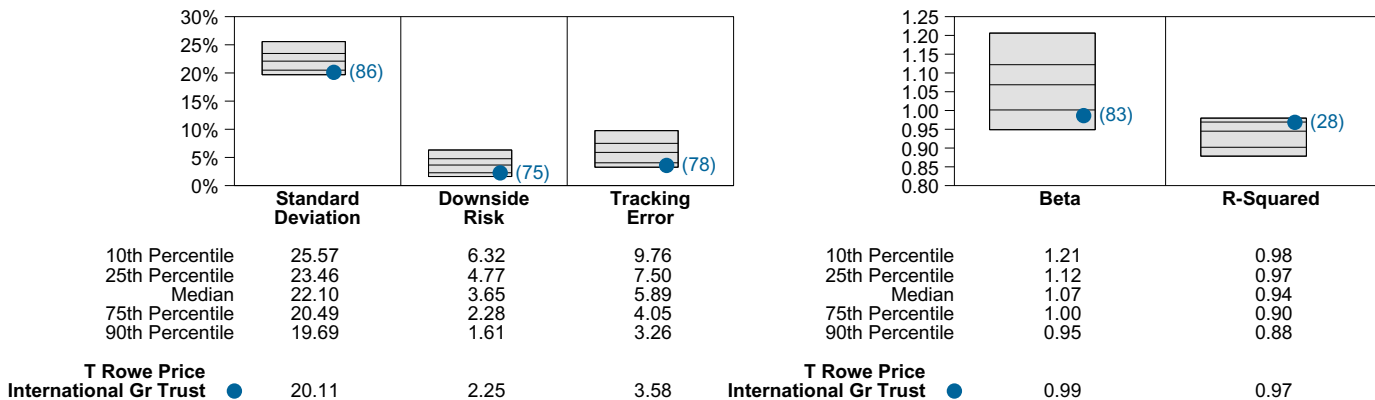 30%
25%
20%
15%
10%
5%
0%
(86)
(75)
(78)
Standard Deviation
Downside Risk
Tracking Error
10th Percentile 25.57 6.32 9.76
25th Percentile 23.46 4.77 7.50
Median 22.10 3.65 5.89
75th Percentile 20.49 2.28 4.05
90th Percentile 19.69 1.61 3.26
T Rowe Price
International Gr Trust 20.11 2.25 3.58
1.25
1.20
1.15
1.10
1.05
1.00
0.95
0.90
0.85
0.80
(83)
(28)
Beta R-Squared
10th Percentile 1.21 0.98
25th Percentile 1.12 0.97
Median 1.07 0.94
75th Percentile 1.00 0.90
90th Percentile 0.95 0.88
T Rowe Price
International Gr Trust 0.99 0.97